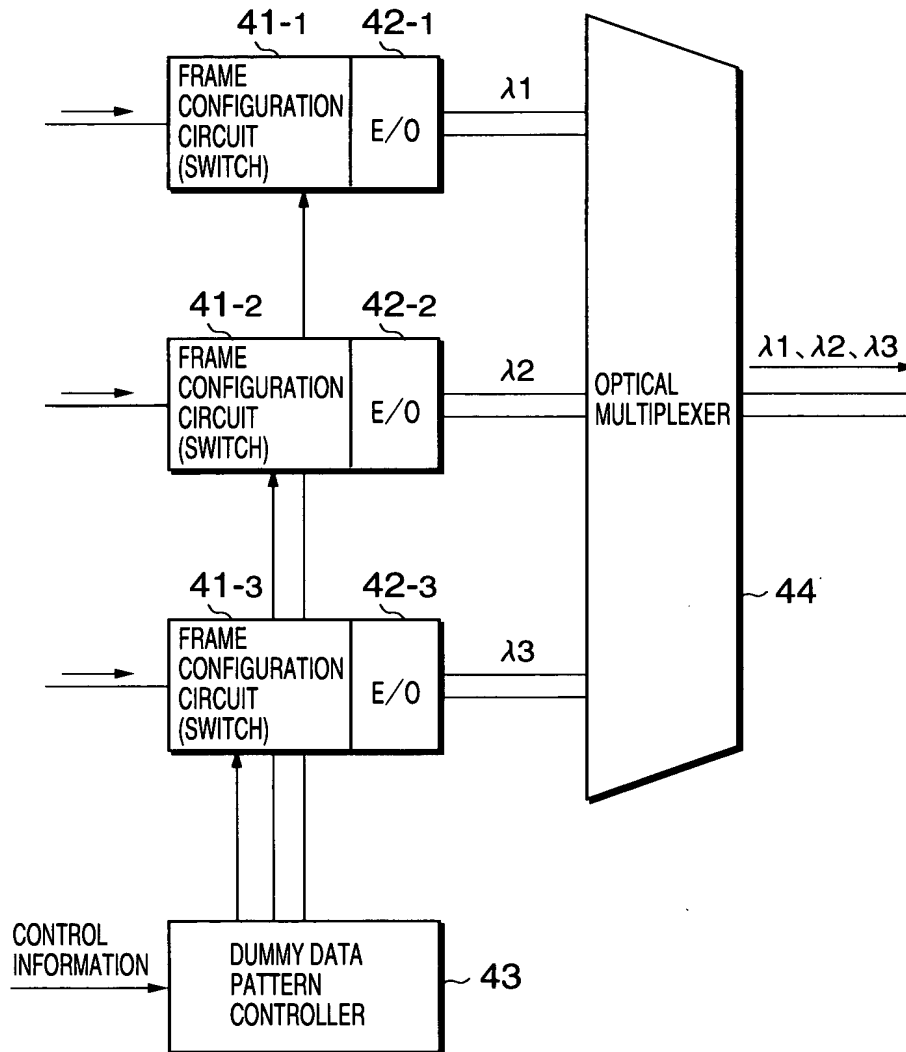 41-1
42-1
FRAME
CONFIGURATION
CIRCUIT
(SWITCH)
E/O
λ1
41-2
42-2
FRAME
CONFIGURATION
CIRCUIT
(SWITCH)
E/O
λ2
OPTICAL
MULTIPLEXER
λ1、λ2、λ3
41-3
42-3
FRAME
CONFIGURATION
CIRCUIT
(SWITCH)
E/O
λ3
44
CONTROL
INFORMATION
DUMMY DATA
PATTERN
CONTROLLER
43